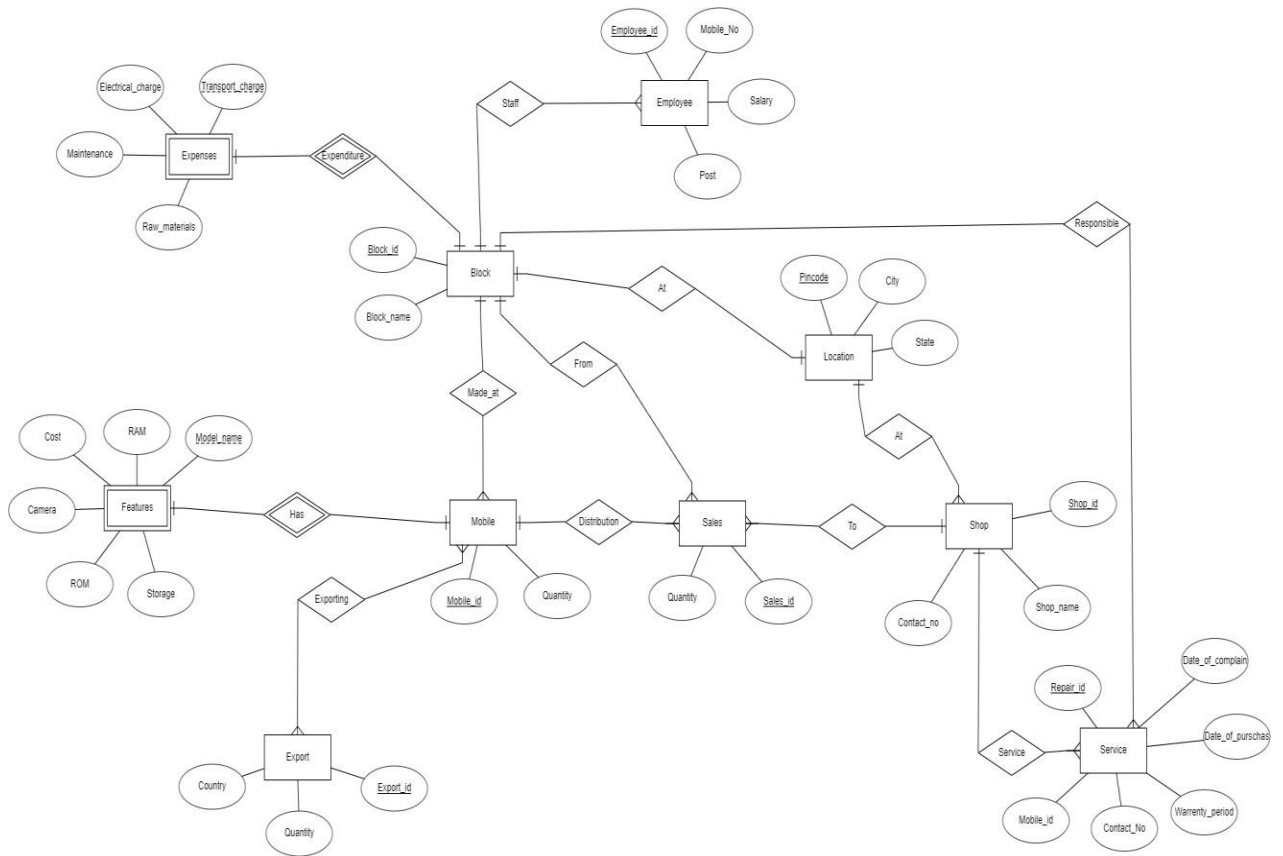 Employee_id
Mobile_No
Electrical_charge
Transport_charge
Staff
Employee
Salary
Maintenance
Expenses
Expenditure
Post
Raw_materials
Responsible
Block_id
Block
Block_name
At
Pincode
City
Location
State
From
Made_at
Cost
RAM
Model_name
At
Camera
Features
Has
Mobile
Distribution
Sales
To
Shop
Shop_id
ROM
Storage
Exporting
Mobile_id
Quantity
Quantity
Sales_id
Contact_no
Shop_name
Date_of_complain
Repair_id
Date_of_purschas
Export
Service
Service
Country
Export_id
Quantity
Mobile_id
Contact_No
Warrenty_period